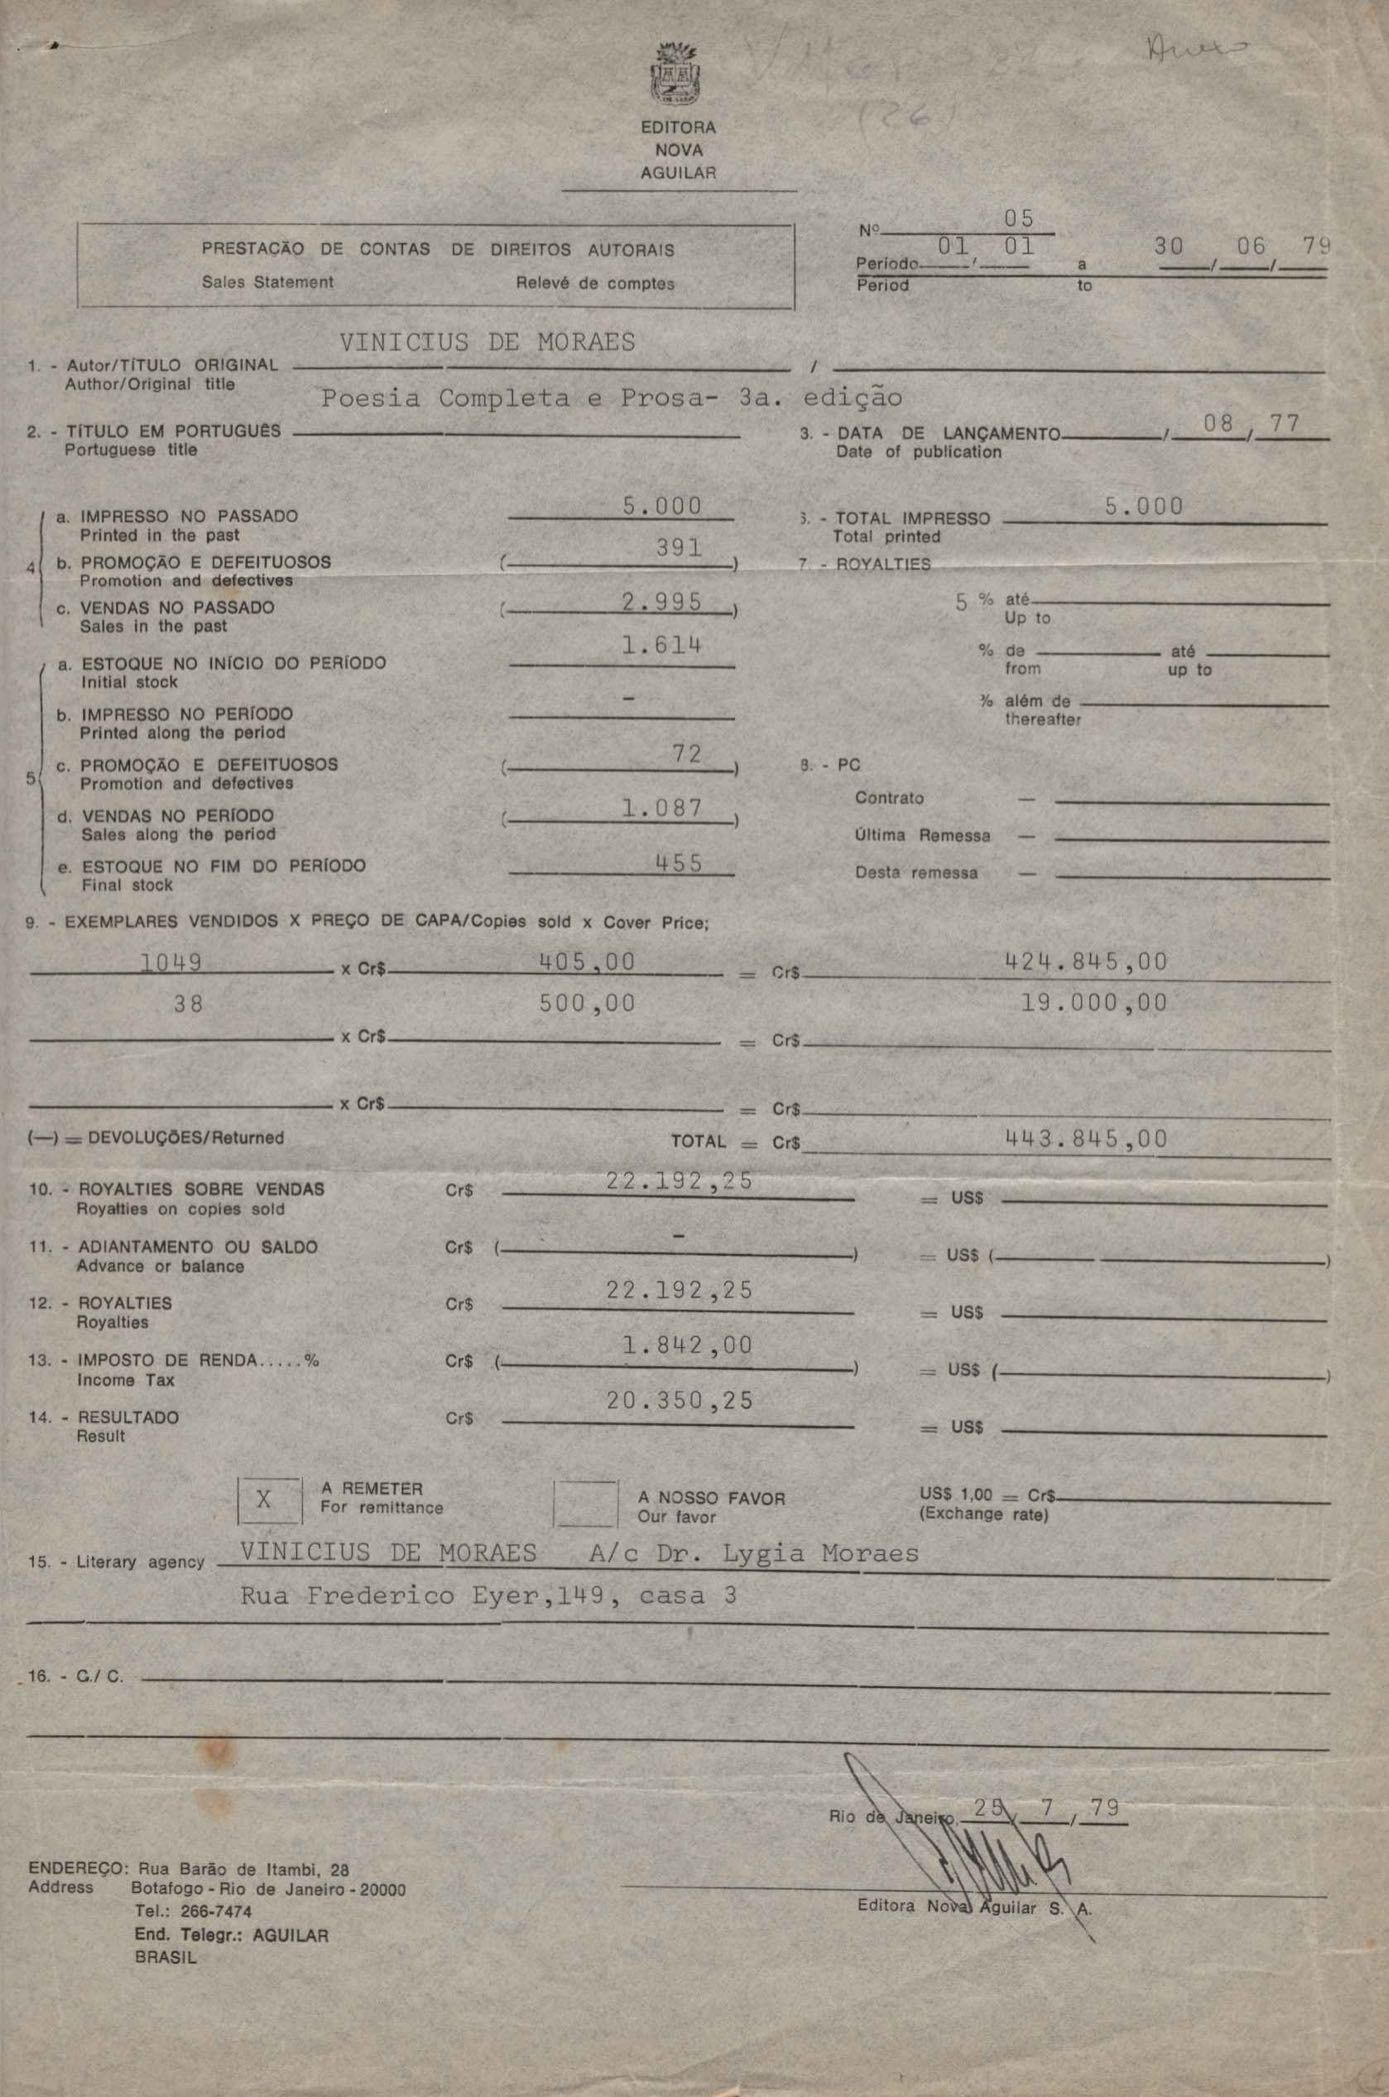 Anexo
(26)
EDITORA
NOVA
AGUILAR
PRESTAÇÃO DE CONTAS DE DIREITOS AUTORAIS
Sales Statement Relevé de comptes
Nº 05
Período 01 / 01 a 30 / 06 / 79
Period to
VINICIUS DE MORAES
1. - Autor/TÍTULO ORIGINAL /
Author/Original title
Poesia Completa e Prosa- 3a. edição
2. - TÍTULO EM PORTUGUÊS
Portuguese title
3. - DATA DE LANÇAMENTO / 08 / 77
Date of publication
4 a. IMPRESSO NO PASSADO 5.000
Printed in the past
b. PROMOÇÃO E DEFEITUOSOS ( 391 )
Promotion and defectives
c. VENDAS NO PASSADO ( 2.995 )
Sales in the past
5 a. ESTOQUE NO INÍCIO DO PERÍODO 1.614
Initial stock
b. IMPRESSO NO PERÍODO -
Printed along the period
c. PROMOÇÃO E DEFEITUOSOS ( 72 )
Promotion and defectives
d. VENDAS NO PERÍODO ( 1.087 )
Sales along the period
e. ESTOQUE NO FIM DO PERÍODO 455
Final stock
6. - TOTAL IMPRESSO 5.000
Total printed
7. - ROYALTIES
5 % até
Up to
% de até
from up to
% além de
thereafter
8. - PC
Contrato —
Última Remessa —
Desta remessa —
9. - EXEMPLARES VENDIDOS X PREÇO DE CAPA/Copies sold x Cover Price;
1049 x Cr$ 405,00 = Cr$ 424.845,00
38 500,00 19.000,00
x Cr$ = Cr$
x Cr$ = Cr$
(—) = DEVOLUÇÕES/Returned TOTAL = Cr$ 443.845,00
10. - ROYALTIES SOBRE VENDAS Cr$ 22.192,25 = US$
Royalties on copies sold
11. - ADIANTAMENTO OU SALDO Cr$ ( - ) = US$ ( )
Advance or balance
12. - ROYALTIES Cr$ 22.192,25 = US$
Royalties
13. - IMPOSTO DE RENDA.....% Cr$ ( 1.842,00 ) = US$ ( )
Income Tax
14. - RESULTADO Cr$ 20.350,25 = US$
Result
X A REMETER A NOSSO FAVOR US$ 1,00 = Cr$
For remittance Our favor (Exchange rate)
15. - Literary agency VINICIUS DE MORAES A/c Dr. Lygia Moraes
Rua Frederico Eyer,149, casa 3
16. - C./ C.
Rio de Janeiro, 25 / 7 / 79
Editora Nova Aguilar S. A.
ENDEREÇO: Rua Barão de Itambi, 28
Address Botafogo - Rio de Janeiro - 20000
Tel.: 266-7474
End. Telegr.: AGUILAR
BRASIL